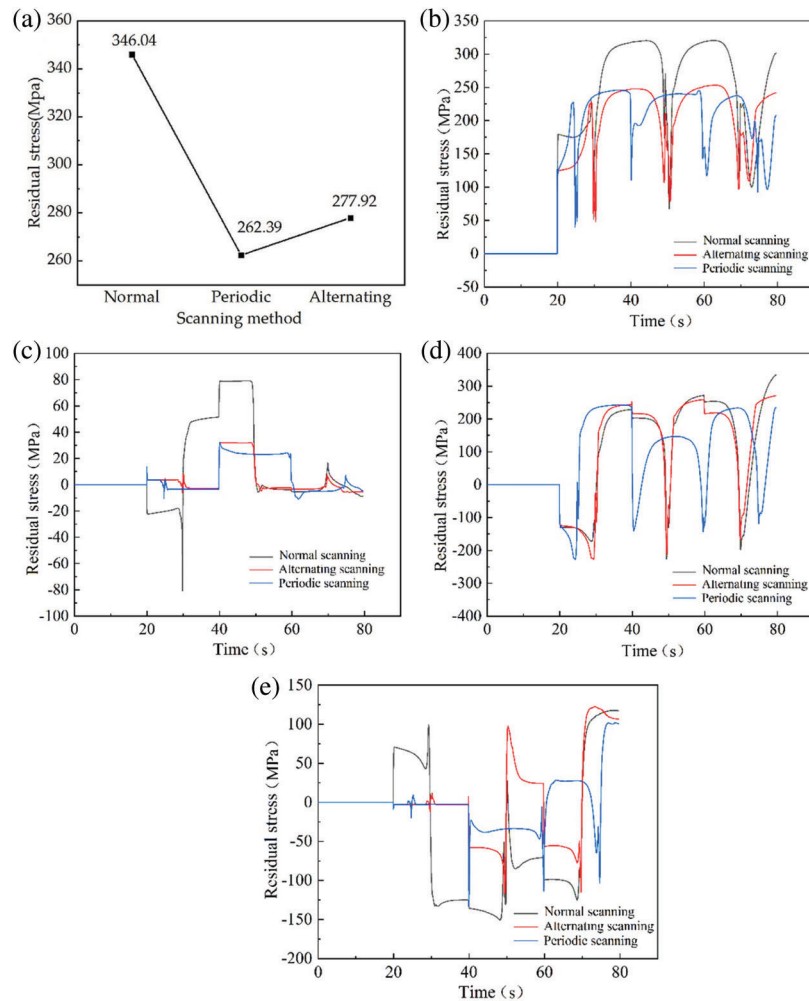 (a)
360
340
320
300
280
260
Residual stress(Mpa)
346.04
262.39
277.92
Normal Periodic Alternating
Scanning method
(b)
350
300
250
200
150
100
50
0
-50
Residual stress（MPa）
Normal scanning
Alternating scanning
Periodic scanning
0 20 40 60 80 100
Time（s）
(c)
100
80
60
40
20
0
-20
-40
-60
-80
-100
Residual stress（MPa）
Normal scanning
Alternating scanning
Periodic scanning
0 20 40 60 80 100
Time（s）
(d)
400
300
200
100
0
-100
-200
-300
-400
Residual stress（MPa）
Normal scanning
Alternating scanning
Periodic scanning
0 20 40 60 80 100
Time（s）
(e)
150
100
50
0
-50
-100
-150
-200
Residual stress（MPa）
Normal scanning
Alternating scanning
Periodic scanning
0 20 40 60 80 100
Time（s）